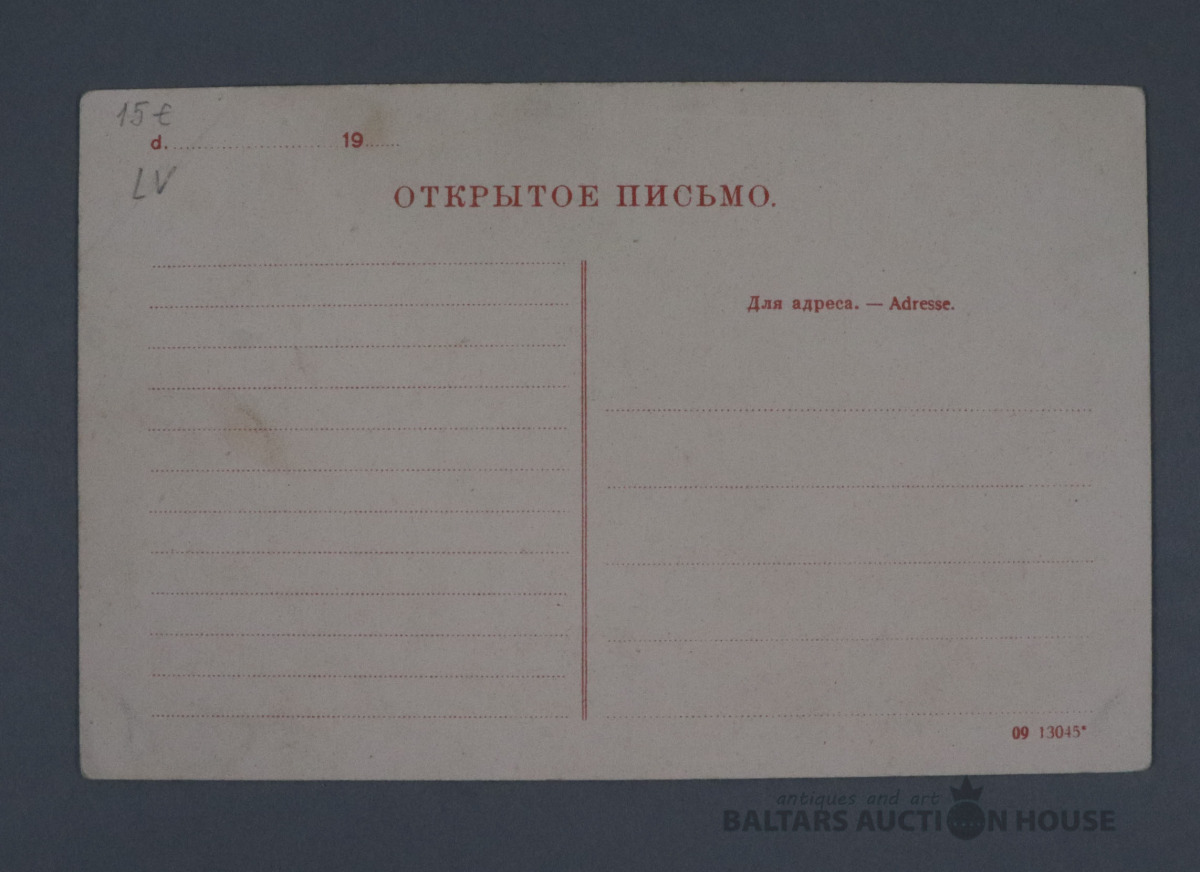 15 €
d. 19
LV
ОТКРЫТОЕ ПИСЬМО.
Для адреса. — Adresse.
09 13045*
antiques and art
BALTARS AUCTION HOUSE